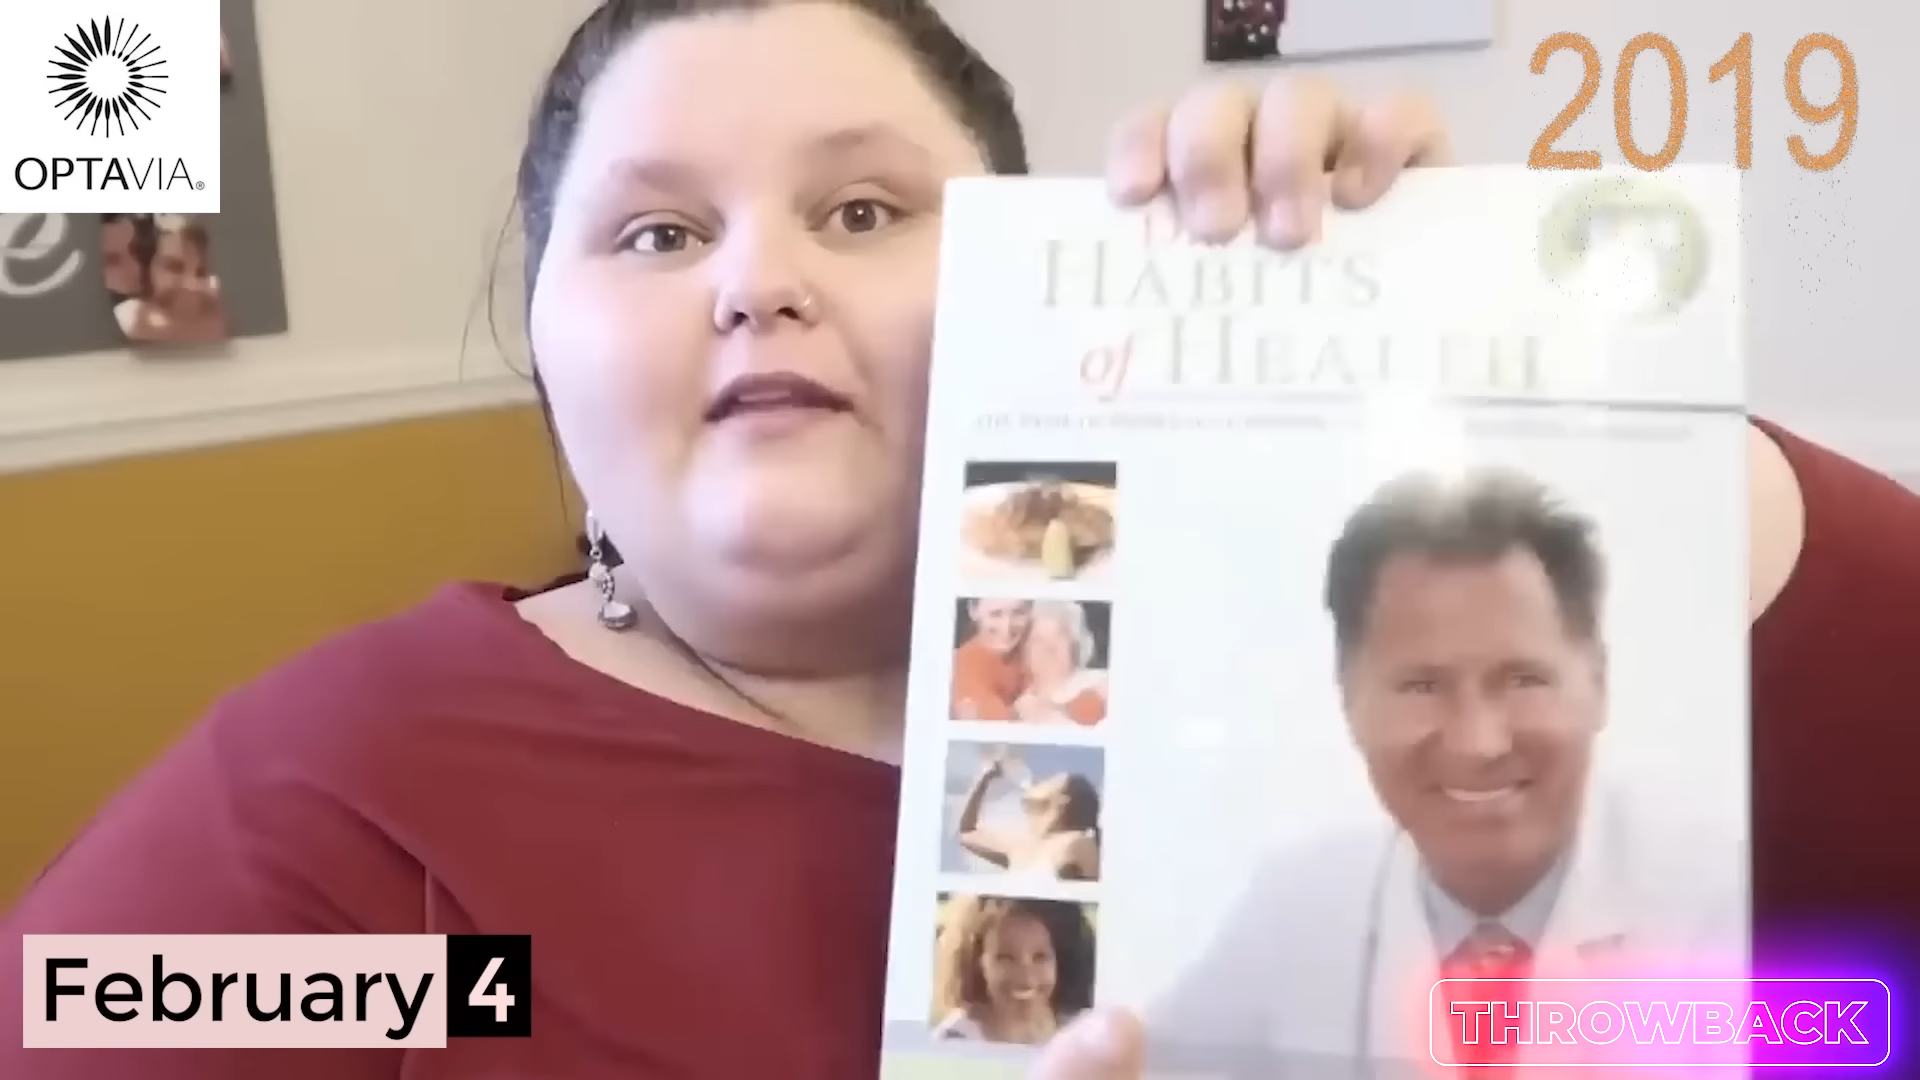 OPTAVIA®
2019
HABITS
of HEALTH
February 4
THROWBACK